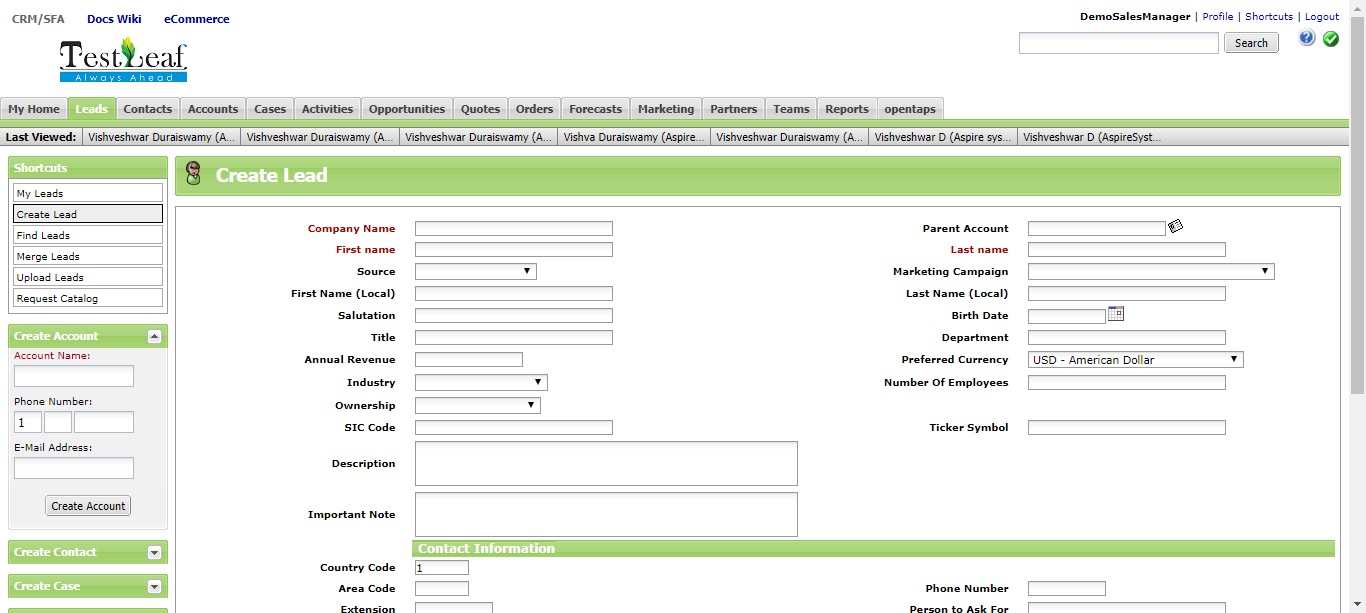 CRM/SFA Docs Wiki eCommerce
DemoSalesManager | Profile | Shortcuts | Logout
TestLeaf
Always Ahead
Search
My Home Leads Contacts Accounts Cases Activities Opportunities Quotes Orders Forecasts Marketing Partners Teams Reports opentaps
Last Viewed: Vishveshwar Duraiswamy (A... Vishveshwar Duraiswamy (A... Vishveshwar Duraiswamy (A... Vishva Duraiswamy (Aspire... Vishveshwar Duraiswamy (A... Vishveshwar D (Aspire sys... Vishveshwar D (AspireSyst...
Shortcuts
My Leads
Create Lead
Find Leads
Merge Leads
Upload Leads
Request Catalog
Create Account
Account Name:
Phone Number:
1
E-Mail Address:
Create Account
Create Contact
Create Case
Create Lead
Company Name Parent Account
First name Last name
Source Marketing Campaign
First Name (Local) Last Name (Local)
Salutation Birth Date
Title Department
Annual Revenue Preferred Currency USD - American Dollar
Industry Number Of Employees
Ownership
SIC Code Ticker Symbol
Description
Important Note
Contact Information
Country Code 1
Area Code Phone Number
Extension Person to Ask For